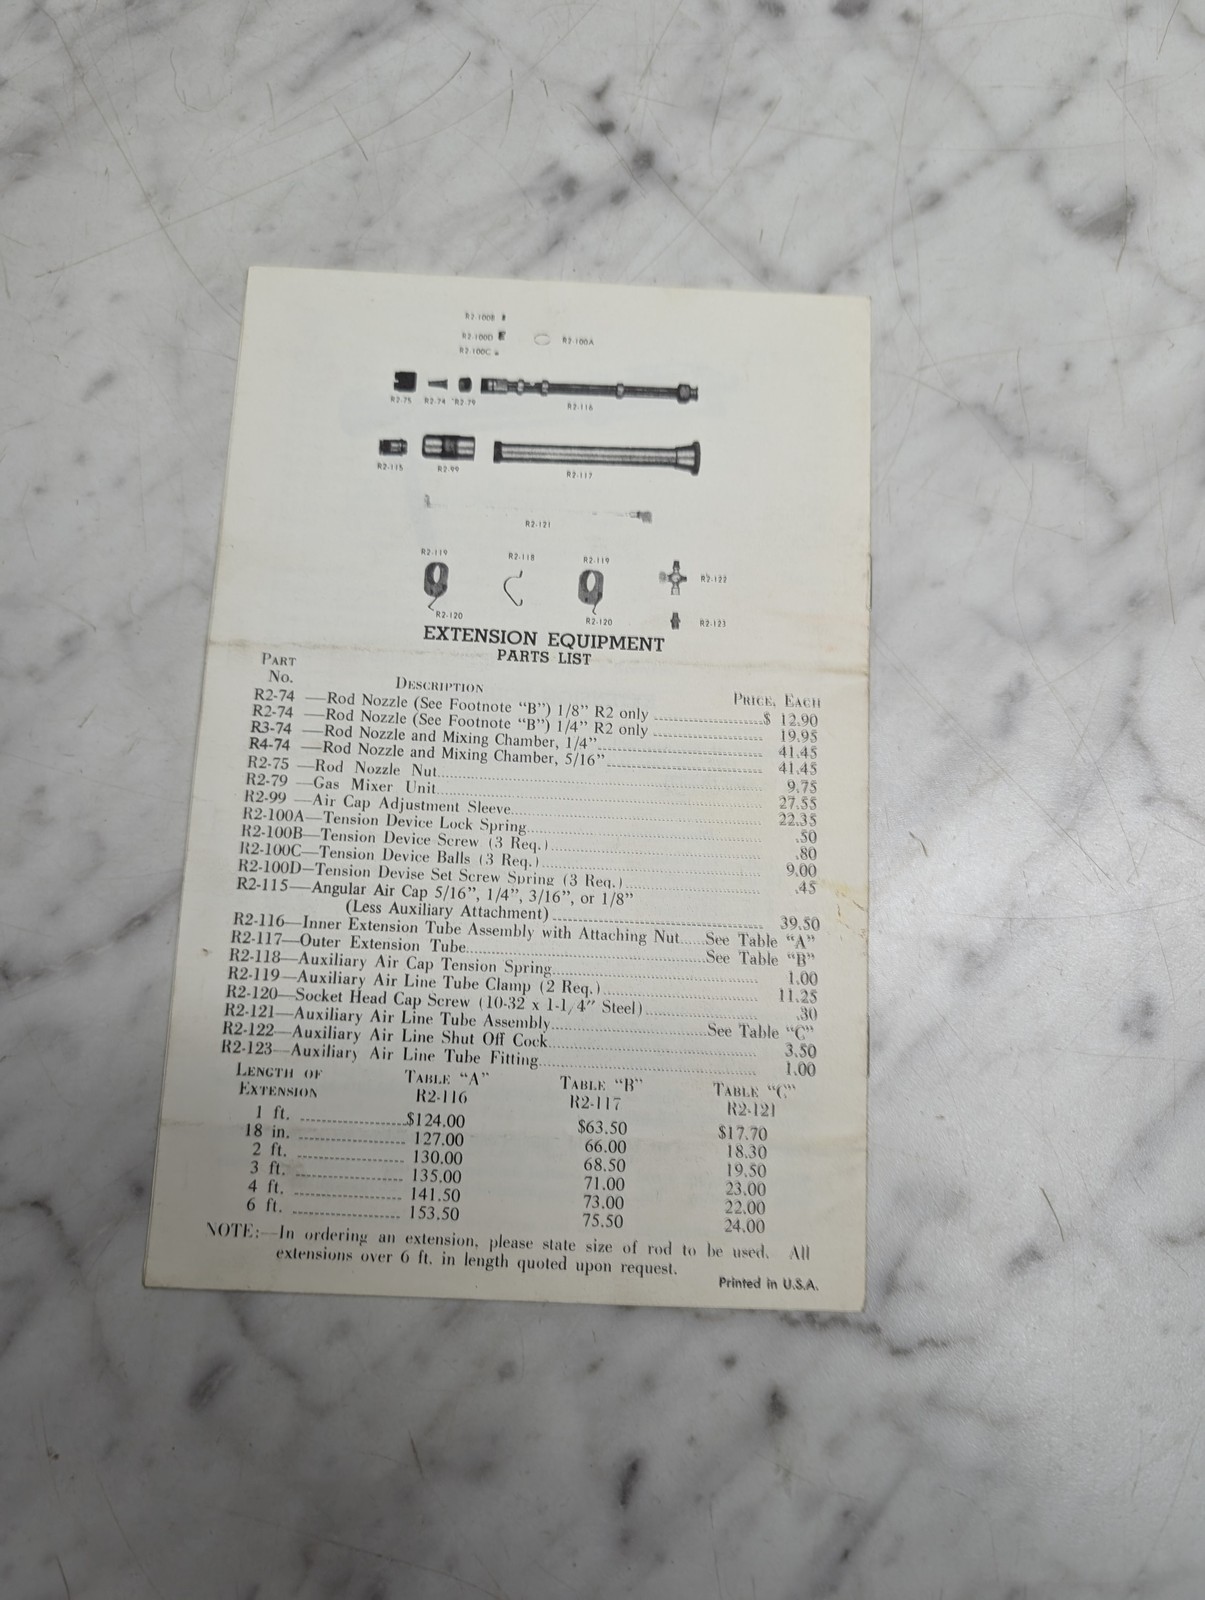 R2-100B
R2-100D
R2-100A
R2-100C
R2-75 R2-74 R2-79
R2-116
R2-115 R2-99
R2-117
R2-121
R2-119 R2-118 R2-119
R2-122
R2-120 R2-120
R2-123
EXTENSION EQUIPMENT
PARTS LIST
PART
No. DESCRIPTION PRICE, EACH
R2-74 —Rod Nozzle (See Footnote “B”) 1/8” R2 only $ 12.90
R2-74 —Rod Nozzle (See Footnote “B”) 1/4” R2 only 19.95
R3-74 —Rod Nozzle and Mixing Chamber, 1/4” 41.45
R4-74 —Rod Nozzle and Mixing Chamber, 5/16” 41.45
R2-75 —Rod Nozzle Nut 9.75
R2-79 —Gas Mixer Unit 27.55
R2-99 —Air Cap Adjustment Sleeve 22.35
R2-100A—Tension Device Lock Spring .50
R2-100B—Tension Device Screw (3 Req.) .80
R2-100C—Tension Device Balls (3 Req.) 9.00
R2-100D—Tension Devise Set Screw Spring (3 Req.) .45
R2-115—Angular Air Cap 5/16”, 1/4”, 3/16”, or 1/8”
(Less Auxiliary Attachment) 39.50
R2-116—Inner Extension Tube Assembly with Attaching Nut See Table “A”
R2-117—Outer Extension Tube See Table “B”
R2-118—Auxiliary Air Cap Tension Spring 1.00
R2-119—Auxiliary Air Line Tube Clamp (2 Req.) 11.25
R2-120—Socket Head Cap Screw (10-32 x 1-1/4” Steel) .30
R2-121—Auxiliary Air Line Tube Assembly See Table “C”
R2-122—Auxiliary Air Line Shut Off Cock 3.50
R2-123—Auxiliary Air Line Tube Fitting 1.00
LENGTH OF TABLE “A” TABLE “B” TABLE “C”
EXTENSION R2-116 R2-117 R2-121
1 ft. $124.00 $63.50 $17.70
18 in. 127.00 66.00 18.30
2 ft. 130.00 68.50 19.50
3 ft. 135.00 71.00 23.00
4 ft. 141.50 73.00 22.00
6 ft. 153.50 75.50 24.00
NOTE:—In ordering an extension, please state size of rod to be used. All
extensions over 6 ft. in length quoted upon request.
Printed in U.S.A.